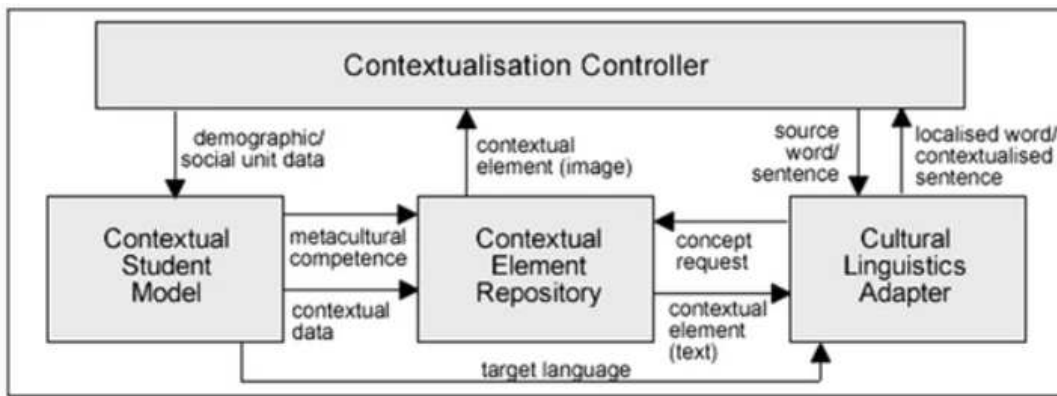 Contextualisation Controller
demographic/
social unit data
contextual
element (image)
source
word/
sentence
localised word/
contextualised
sentence
Contextual
Student
Model
metacultural
competence
contextual
data
Contextual
Element
Repository
concept
request
contextual
element
(text)
Cultural
Linguistics
Adapter
target language